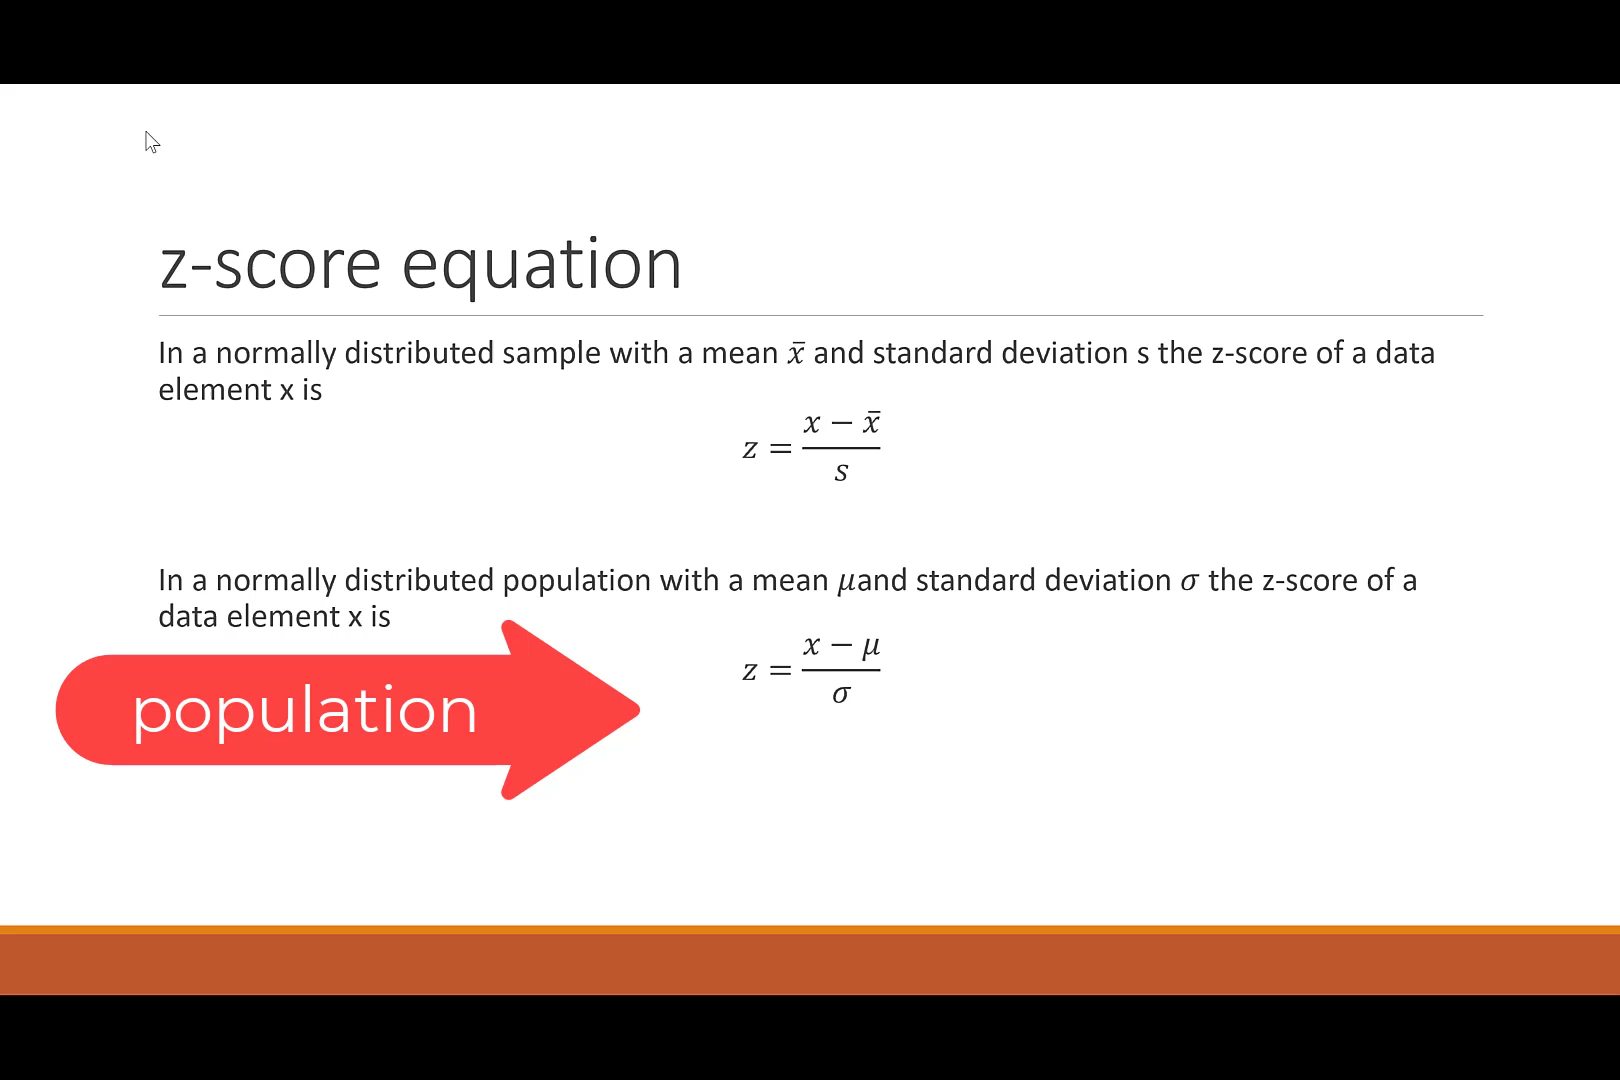 z-score equation
In a normally distributed sample with a mean x̄ and standard deviation s the z-score of a data
element x is
z = (x − x̄)/s
In a normally distributed population with a mean μand standard deviation σ the z-score of a
data element x is
z = (x − μ)/σ
population